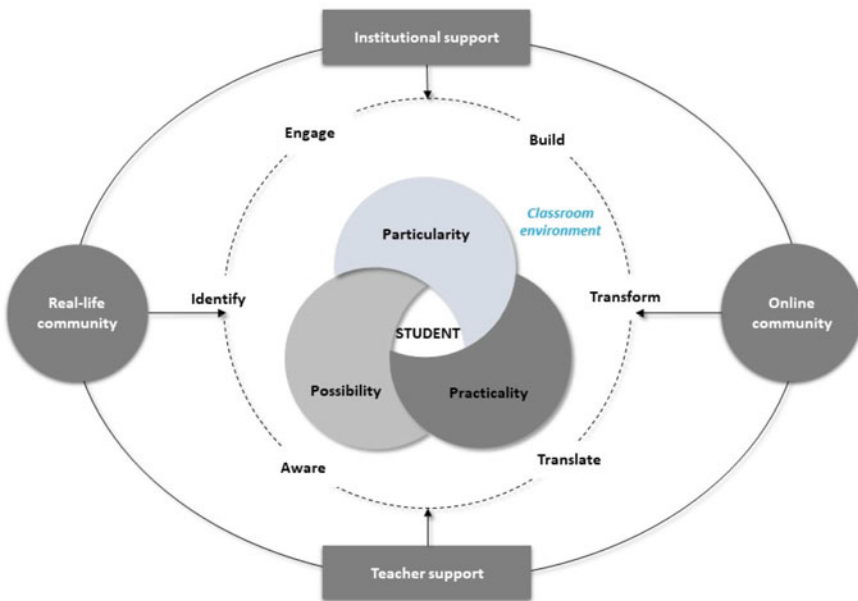 Institutional support
Engage
Build
Classroom
environment
Particularity
Real-life
community
Identify
STUDENT
Transform
Online
community
Possibility
Practicality
Aware
Translate
Teacher support